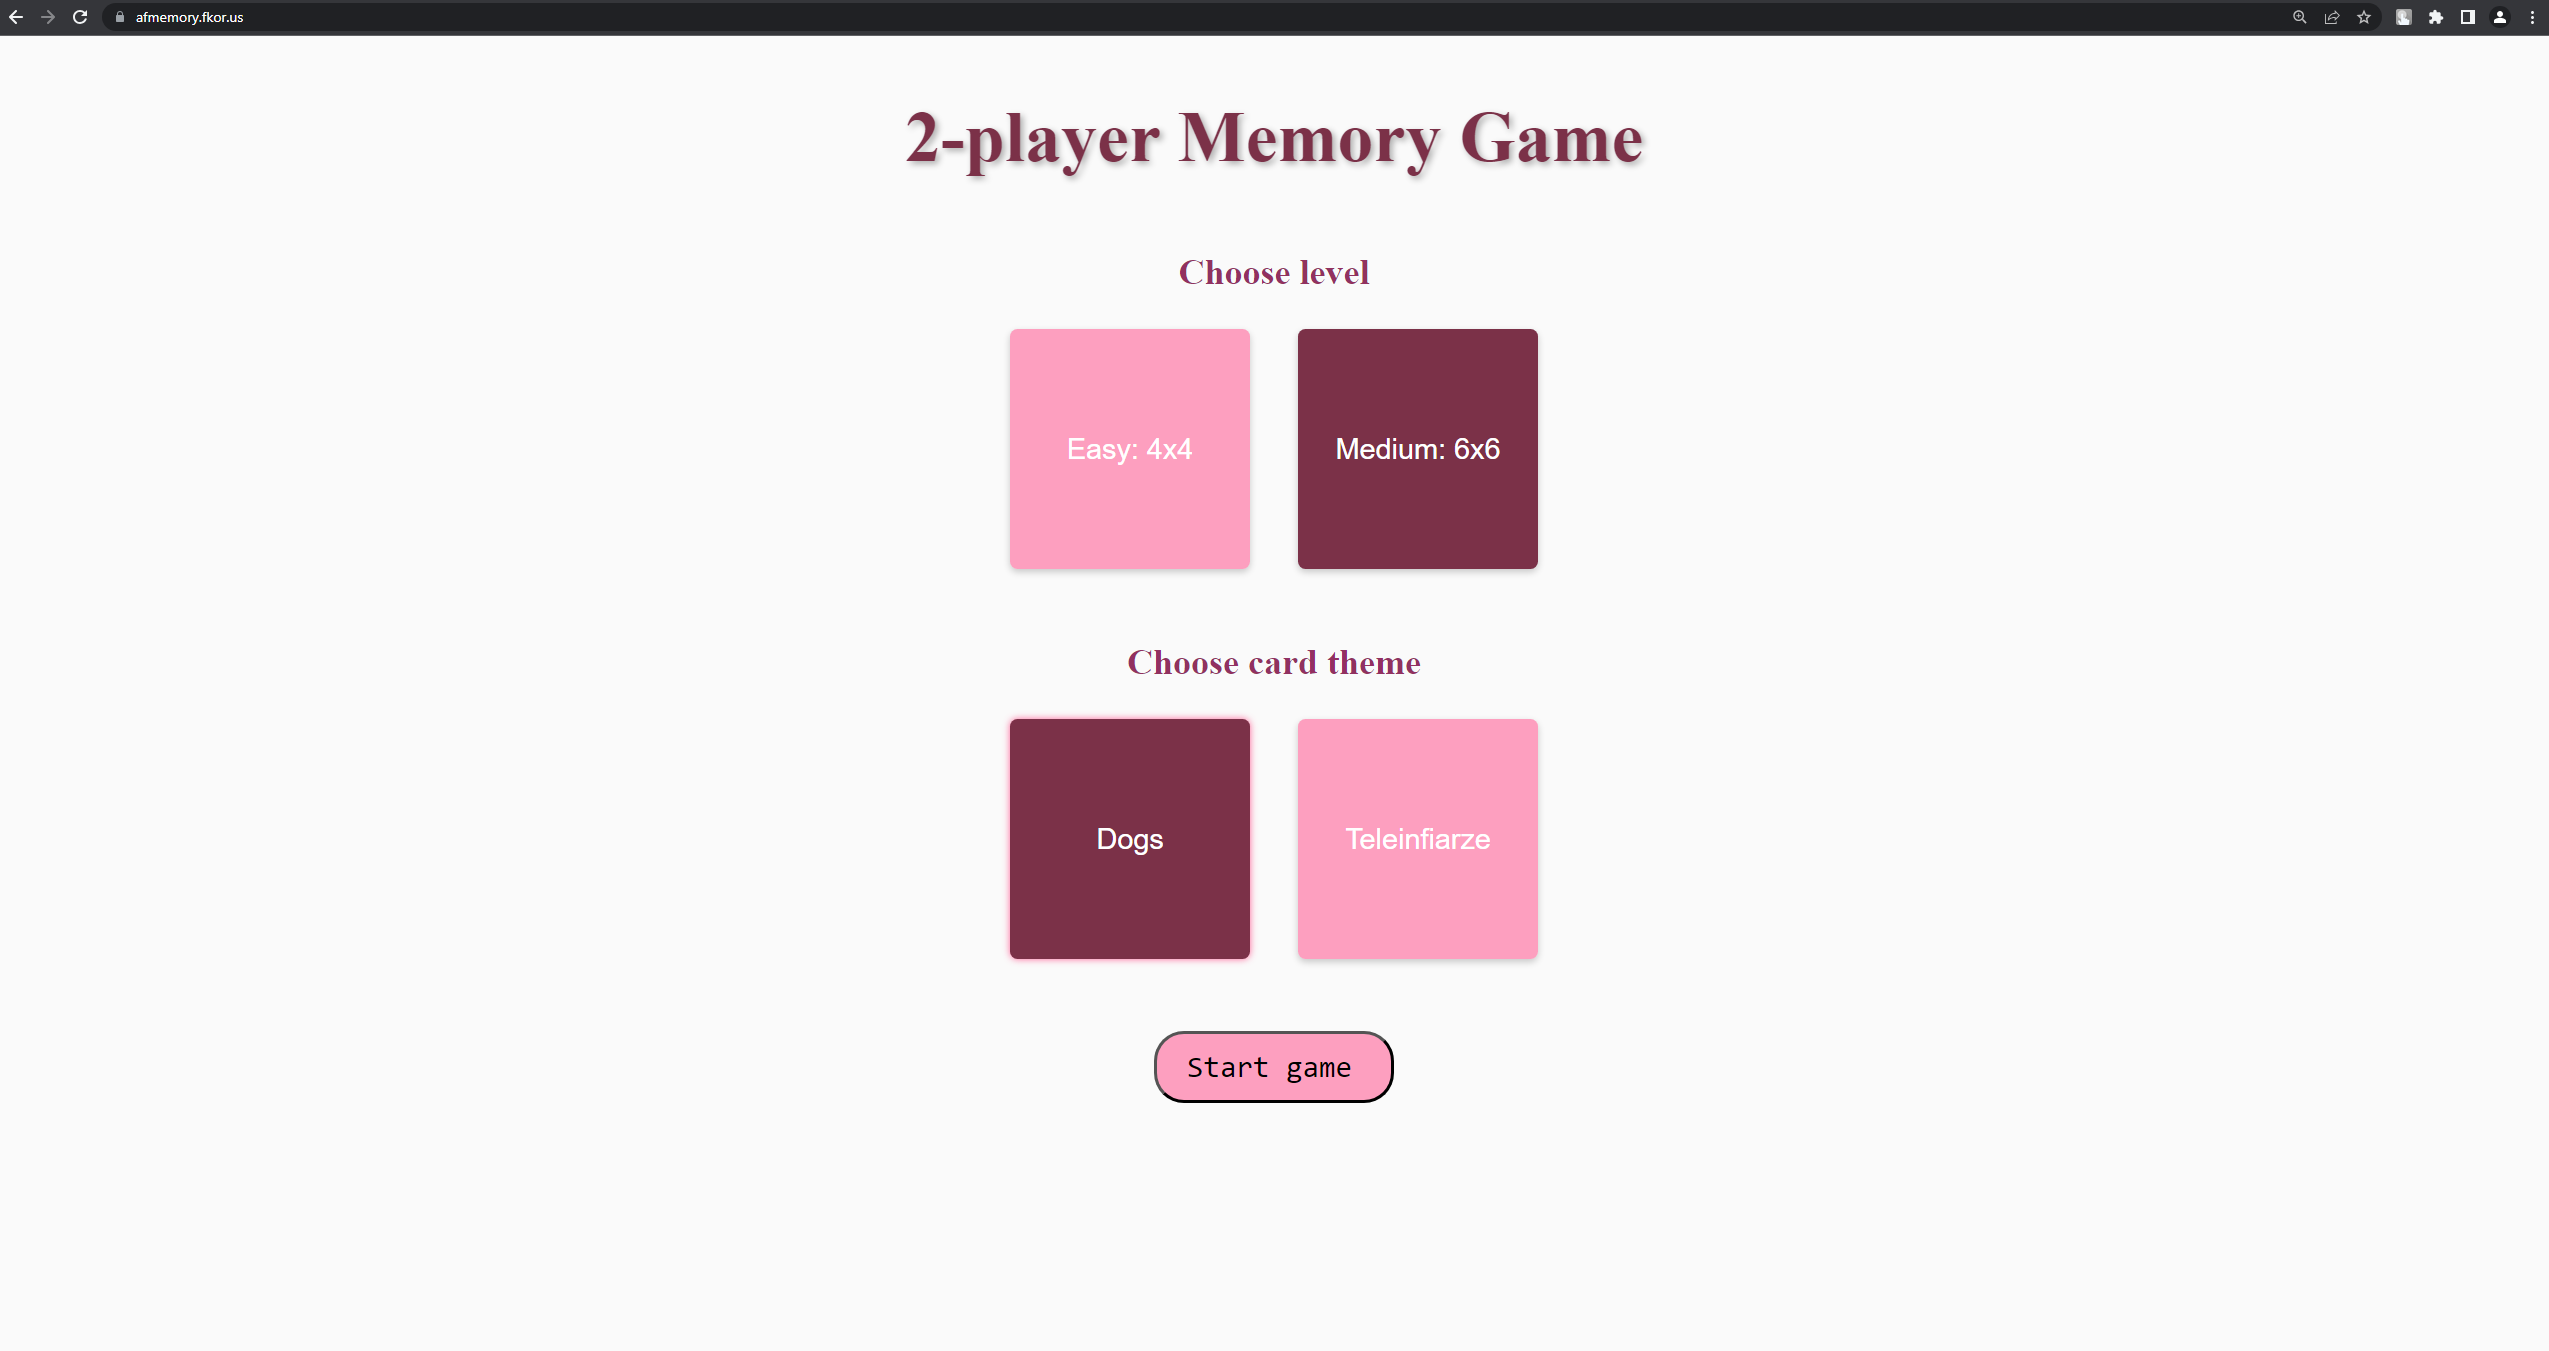 afmemory.fkor.us
2-player Memory Game
Choose level
Easy: 4x4
Medium: 6x6
Choose card theme
Dogs
Teleinfiarze
Start game